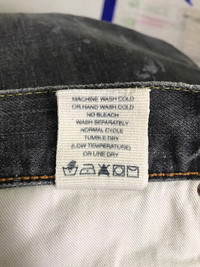 MACHINE WASH COLD
OR HAND WASH COLD
NO BLEACH
WASH SEPARATELY
NORMAL CYCLE
TUMBLE DRY
(LOW TEMPERATURE)
OR LINE DRY